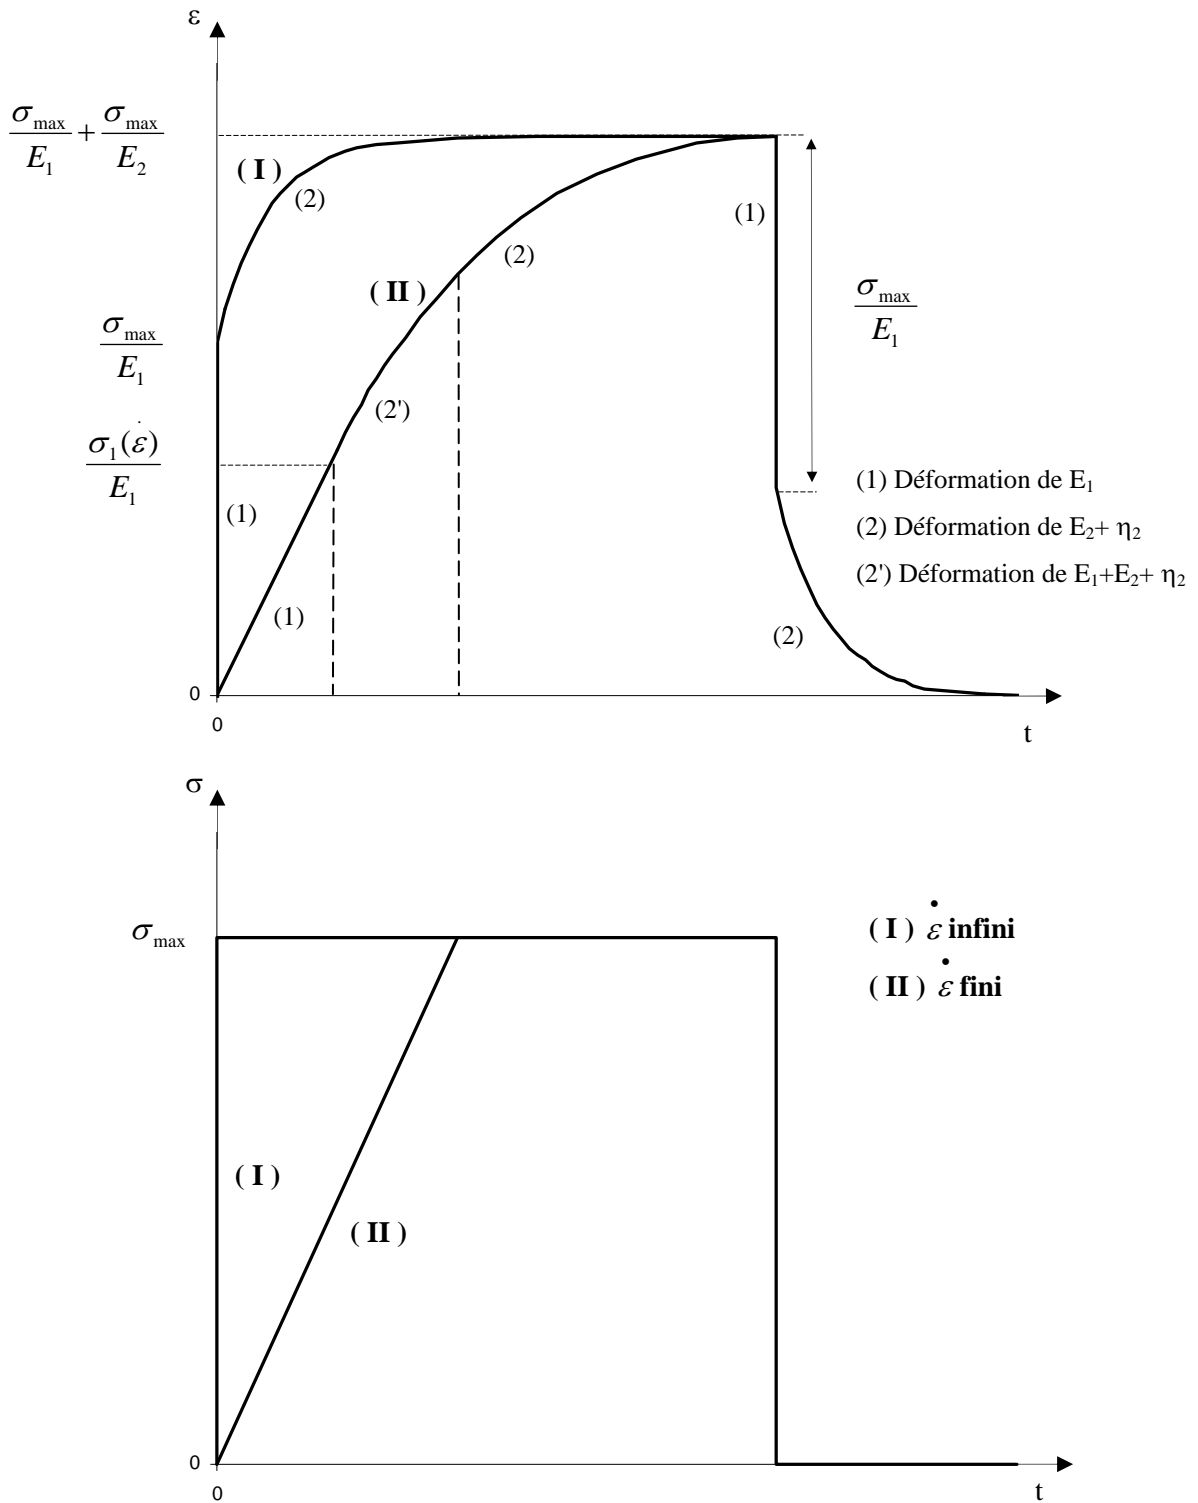 ε
σmax/E1 + σmax/E2
( I )
(2)
(1)
(2)
( II )
σmax/E1
σmax/E1
(2')
σ1(ε̇)/E1
(1) Déformation de E1
(1)
(2) Déformation de E2+ η2
(2') Déformation de E1+E2+ η2
(1)
(2)
0
0
t
σ
σmax
( I ) ε̇ infini
( II ) ε̇ fini
( I )
( II )
0
0
t